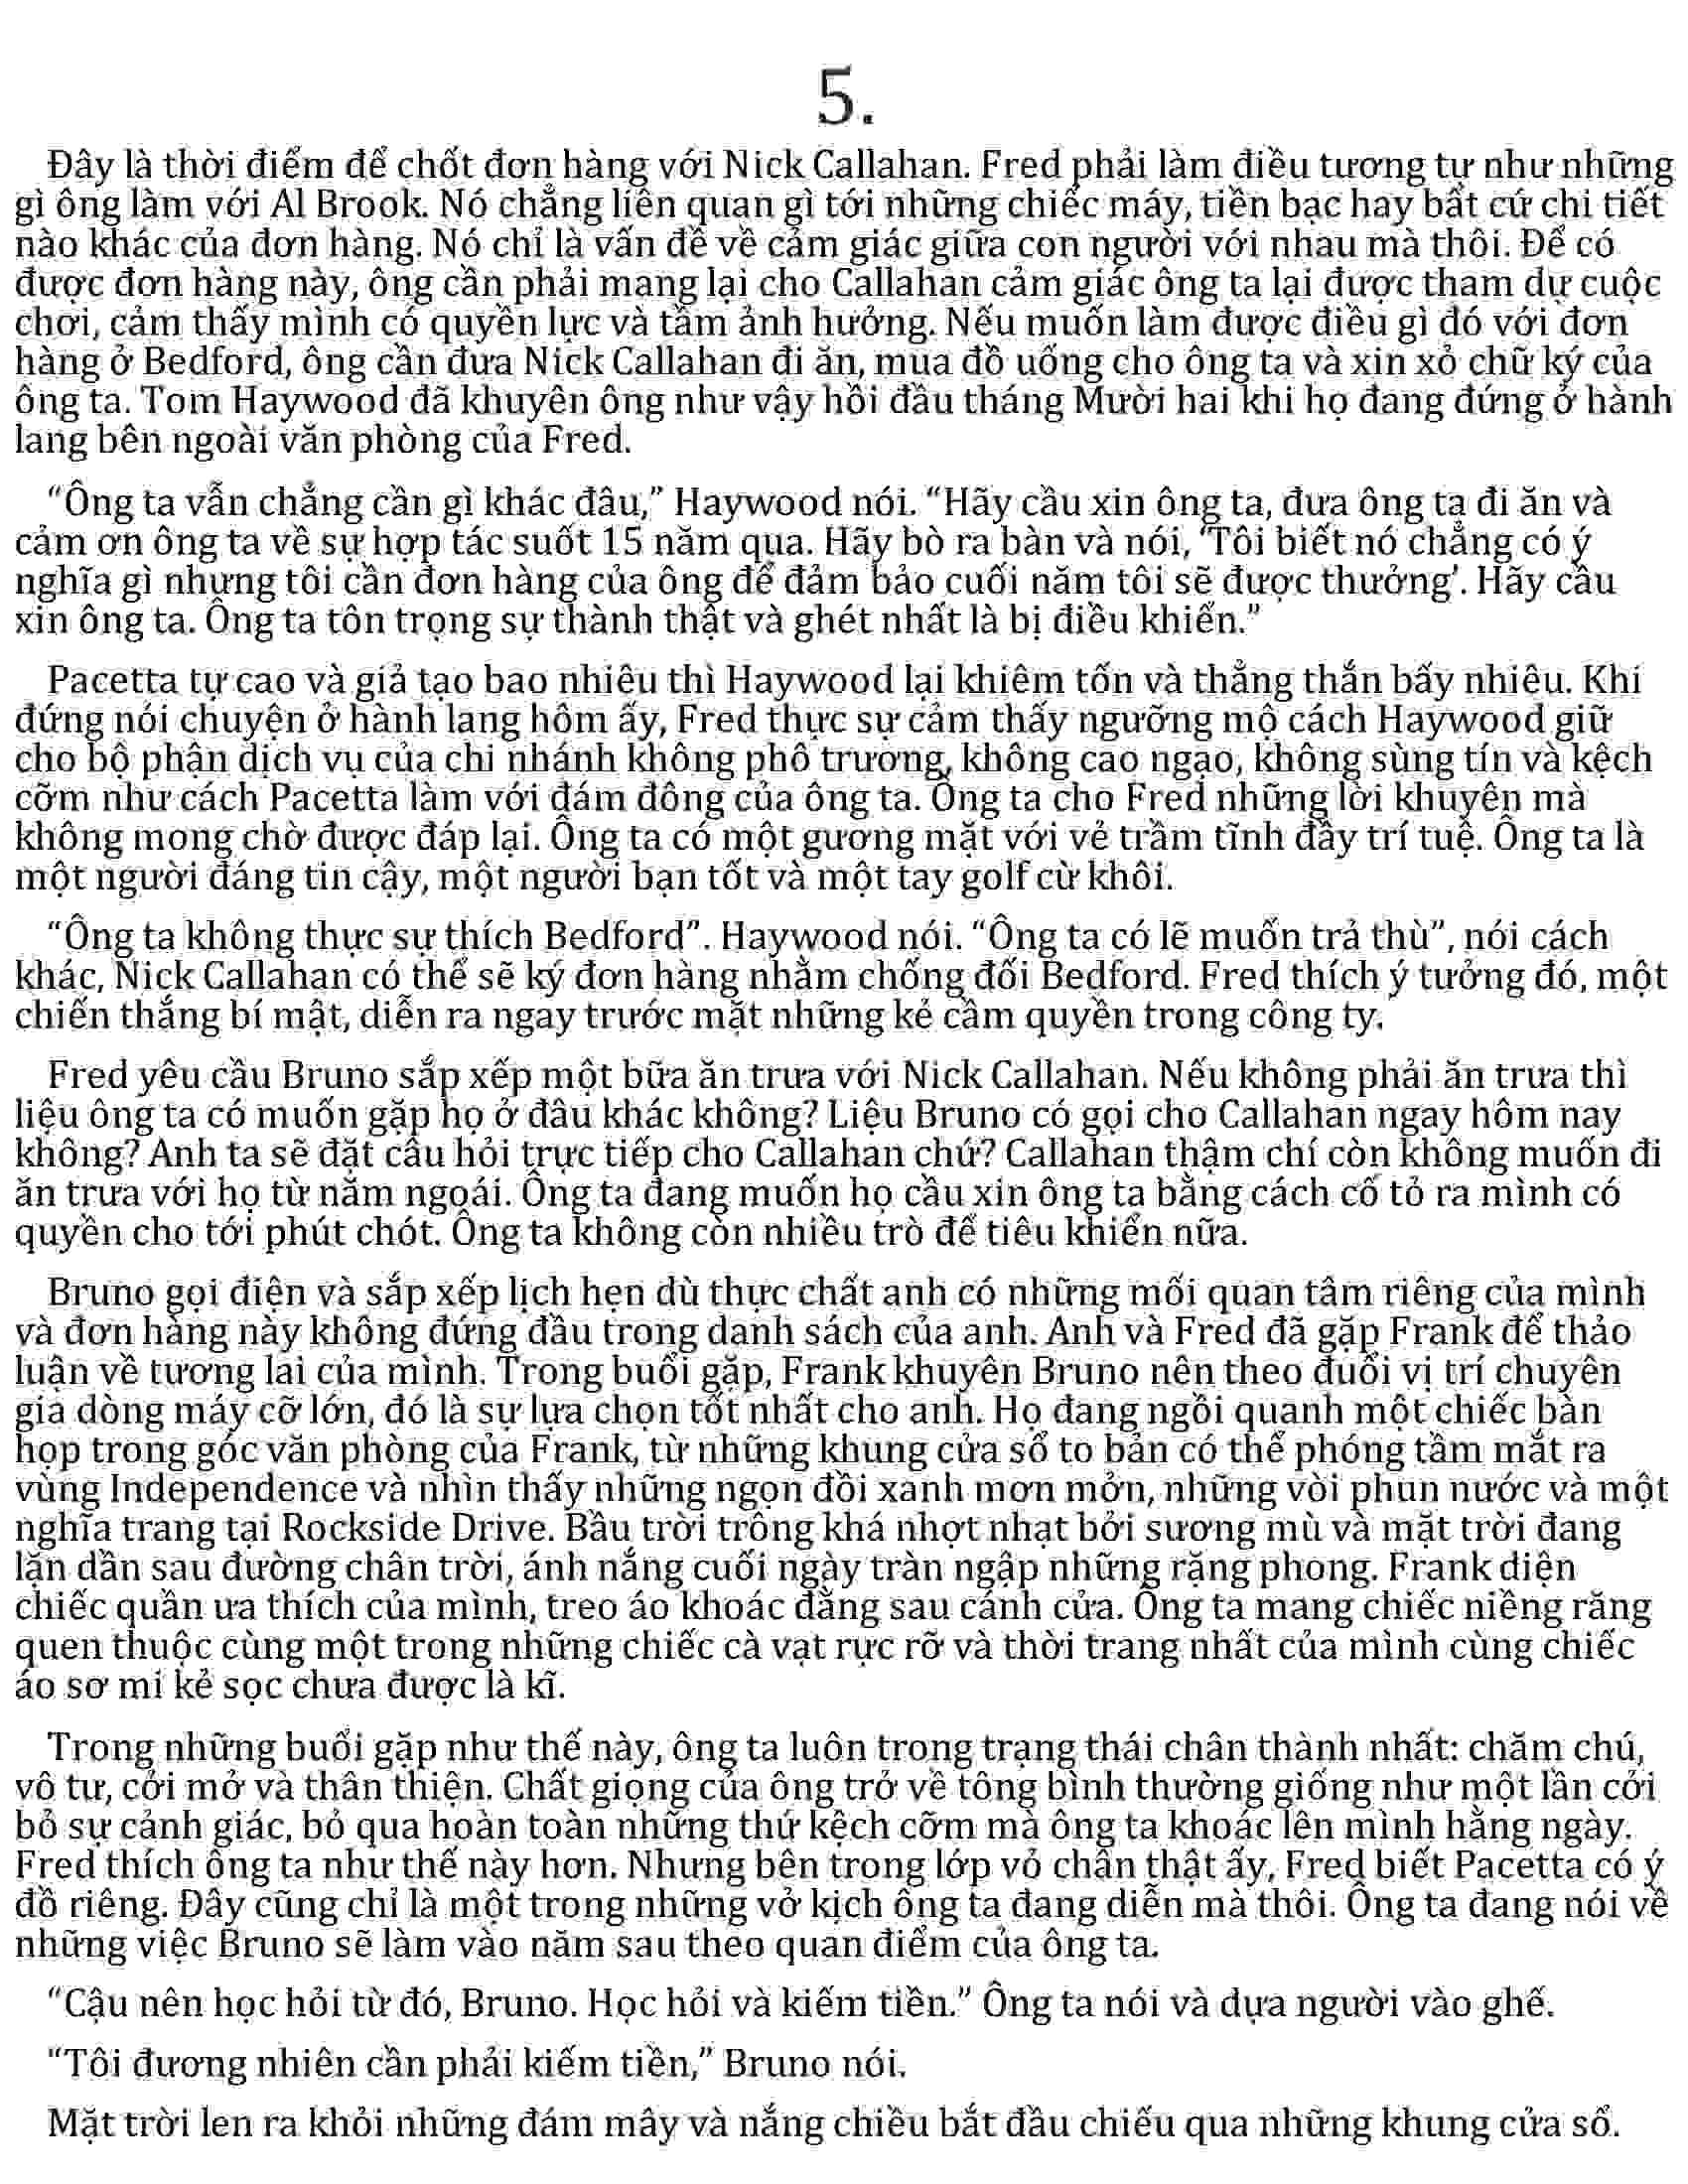 5.
Đây là thời điểm để chốt đơn hàng với Nick Callahan. Fred phải làm điều tương tự như những
gì ông làm với Al Brook. Nó chẳng liên quan gì tới những chiếc máy, tiền bạc hay bất cứ chi tiết
nào khác của đơn hàng. Nó chỉ là vấn đề về cảm giác giữa con người với nhau mà thôi. Để có
được đơn hàng này, ông cần phải mang lại cho Callahan cảm giác ông ta lại được tham dự cuộc
chơi, cảm thấy mình có quyền lực và tầm ảnh hưởng. Nếu muốn làm được điều gì đó với đơn
hàng ở Bedford, ông cần đưa Nick Callahan đi ăn, mua đồ uống cho ông ta và xin xỏ chữ ký của
ông ta. Tom Haywood đã khuyên ông như vậy hồi đầu tháng Mười hai khi họ đang đứng ở hành
lang bên ngoài văn phòng của Fred.
“Ông ta vẫn chẳng cần gì khác đâu,” Haywood nói. “Hãy cầu xin ông ta, đưa ông ta đi ăn và
cảm ơn ông ta về sự hợp tác suốt 15 năm qua. Hãy bò ra bàn và nói, ‘Tôi biết nó chẳng có ý
nghĩa gì nhưng tôi cần đơn hàng của ông để đảm bảo cuối năm tôi sẽ được thưởng’. Hãy cầu
xin ông ta. Ông ta tôn trọng sự thành thật và ghét nhất là bị điều khiển.”
Pacetta tự cao và giả tạo bao nhiêu thì Haywood lại khiêm tốn và thẳng thắn bấy nhiêu. Khi
đứng nói chuyện ở hành lang hôm ấy, Fred thực sự cảm thấy ngưỡng mộ cách Haywood giữ
cho bộ phận dịch vụ của chi nhánh không phô trương, không cao ngạo, không sùng tín và kệch
cỡm như cách Pacetta làm với đám đông của ông ta. Ông ta cho Fred những lời khuyên mà
không mong chờ được đáp lại. Ông ta có một gương mặt với vẻ trầm tĩnh đầy trí tuệ. Ông ta là
một người đáng tin cậy, một người bạn tốt và một tay golf cừ khôi.
“Ông ta không thực sự thích Bedford”. Haywood nói. “Ông ta có lẽ muốn trả thù”, nói cách
khác, Nick Callahan có thể sẽ ký đơn hàng nhằm chống đối Bedford. Fred thích ý tưởng đó, một
chiến thắng bí mật, diễn ra ngay trước mặt những kẻ cầm quyền trong công ty.
Fred yêu cầu Bruno sắp xếp một bữa ăn trưa với Nick Callahan. Nếu không phải ăn trưa thì
liệu ông ta có muốn gặp họ ở đâu khác không? Liệu Bruno có gọi cho Callahan ngay hôm nay
không? Anh ta sẽ đặt câu hỏi trực tiếp cho Callahan chứ? Callahan thậm chí còn không muốn đi
ăn trưa với họ từ năm ngoái. Ông ta đang muốn họ cầu xin ông ta bằng cách cố tỏ ra mình có
quyền cho tới phút chót. Ông ta không còn nhiều trò để tiêu khiển nữa.
Bruno gọi điện và sắp xếp lịch hẹn dù thực chất anh có những mối quan tâm riêng của mình
và đơn hàng này không đứng đầu trong danh sách của anh. Anh và Fred đã gặp Frank để thảo
luận về tương lai của mình. Trong buổi gặp, Frank khuyên Bruno nên theo đuổi vị trí chuyên
gia dòng máy cỡ lớn, đó là sự lựa chọn tốt nhất cho anh. Họ đang ngồi quanh một chiếc bàn
họp trong góc văn phòng của Frank, từ những khung cửa sổ to bản có thể phóng tầm mắt ra
vùng Independence và nhìn thấy những ngọn đồi xanh mơn mởn, những vòi phun nước và một
nghĩa trang tại Rockside Drive. Bầu trời trông khá nhợt nhạt bởi sương mù và mặt trời đang
lặn dần sau đường chân trời, ánh nắng cuối ngày tràn ngập những rặng phong. Frank diện
chiếc quần ưa thích của mình, treo áo khoác đằng sau cánh cửa. Ông ta mang chiếc niềng răng
quen thuộc cùng một trong những chiếc cà vạt rực rỡ và thời trang nhất của mình cùng chiếc
áo sơ mi kẻ sọc chưa được là kĩ.
Trong những buổi gặp như thế này, ông ta luôn trong trạng thái chân thành nhất: chăm chú,
vô tư, cởi mở và thân thiện. Chất giọng của ông trở về tông bình thường giống như một lần cởi
bỏ sự cảnh giác, bỏ qua hoàn toàn những thứ kệch cỡm mà ông ta khoác lên mình hằng ngày.
Fred thích ông ta như thế này hơn. Nhưng bên trong lớp vỏ chân thật ấy, Fred biết Pacetta có ý
đồ riêng. Đây cũng chỉ là một trong những vở kịch ông ta đang diễn mà thôi. Ông ta đang nói về
những việc Bruno sẽ làm vào năm sau theo quan điểm của ông ta.
“Cậu nên học hỏi từ đó, Bruno. Học hỏi và kiếm tiền.” Ông ta nói và dựa người vào ghế.
“Tôi đương nhiên cần phải kiếm tiền,” Bruno nói.
Mặt trời len ra khỏi những đám mây và nắng chiều bắt đầu chiếu qua những khung cửa sổ.